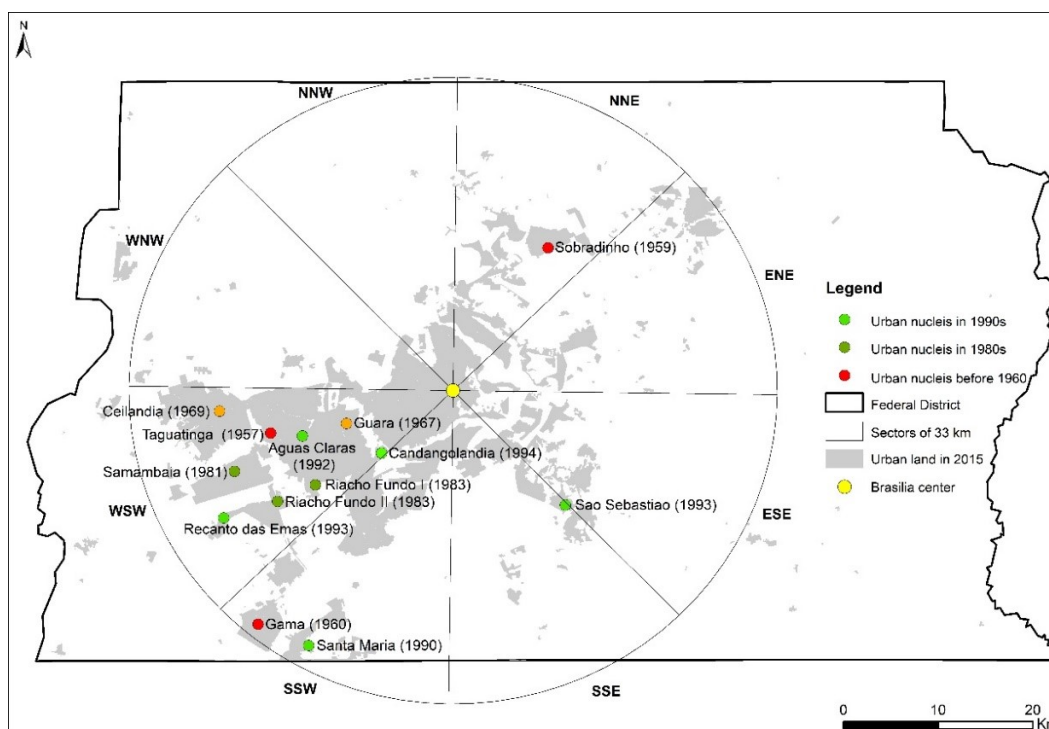 N
NNW
NNE
WNW
Sobradinho (1959)
ENE
Legend
Urban nucleis in 1990s
Urban nucleis in 1980s
Urban nucleis before 1960
Federal District
Sectors of 33 km
Urban land in 2015
Brasilia center
Ceilandia (1969)
Guara (1967)
Taguatinga (1957)
Aguas Claras
(1992)
Candangolandia (1994)
Samambaia (1981)
Riacho Fundo I (1983)
Riacho Fundo II (1983)
Sao Sebastiao (1993)
WSW
ESE
Recanto das Emas (1993)
Gama (1960)
Santa Maria (1990)
SSW
SSE
0 10 20
Km